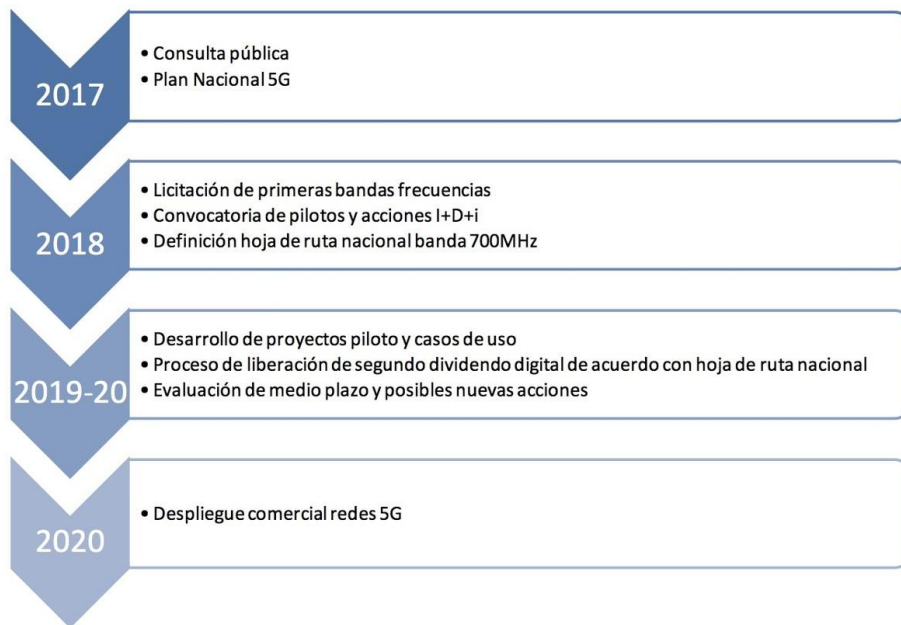 2017
• Consulta pública
• Plan Nacional 5G
2018
• Licitación de primeras bandas frecuencias
• Convocatoria de pilotos y acciones I+D+i
• Definición hoja de ruta nacional banda 700MHz
2019-20
• Desarrollo de proyectos piloto y casos de uso
• Proceso de liberación de segundo dividendo digital de acuerdo con hoja de ruta nacional
• Evaluación de medio plazo y posibles nuevas acciones
2020
• Despliegue comercial redes 5G